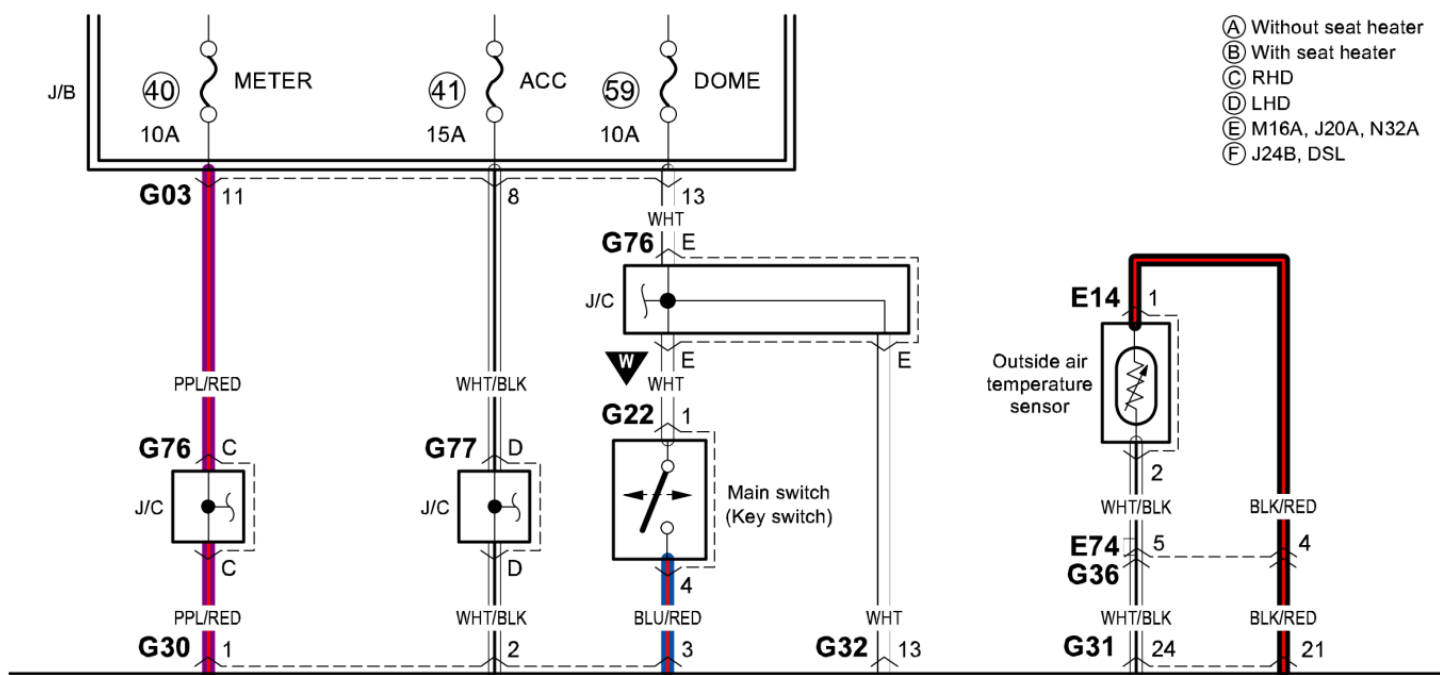 Ⓐ Without seat heater
Ⓑ With seat heater
Ⓒ RHD
Ⓓ LHD
Ⓔ M16A, J20A, N32A
Ⓕ J24B, DSL
J/B
40 METER
10A
41 ACC
15A
59 DOME
10A
G03 11
8
13
WHT
G76 E
J/C
E
E
W
WHT
E14 1
Outside air
temperature
sensor
2
PPL/RED
WHT/BLK
G22 1
G76 C
J/C
C
G77 D
J/C
D
Main switch
(Key switch)
4
WHT/BLK
BLK/RED
E74 5
4
G36
PPL/RED
WHT/BLK
BLU/RED
WHT
WHT/BLK
BLK/RED
G30 1
2
3
G32 13
G31 24
21